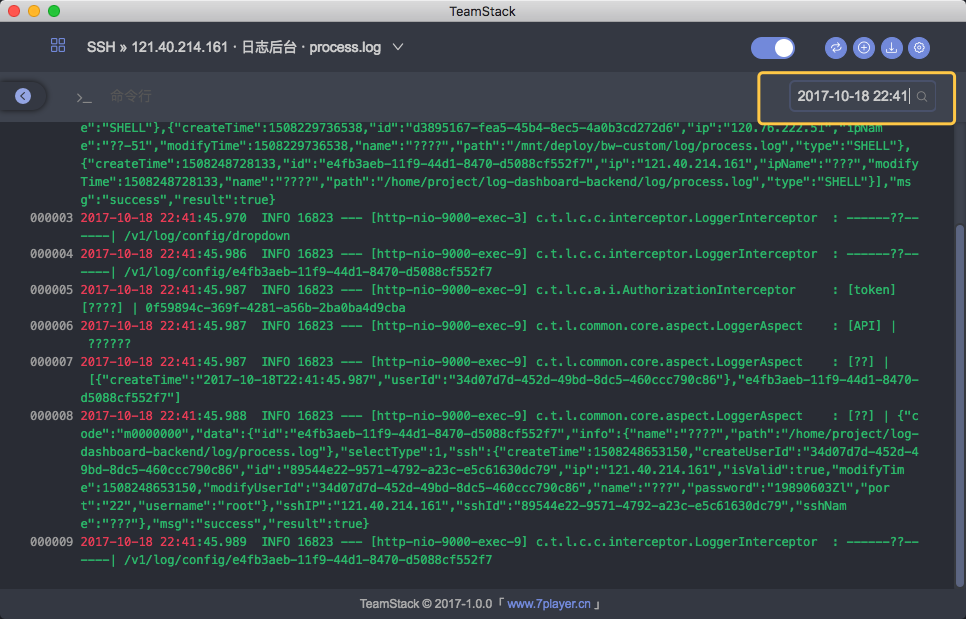 TeamStack
SSH » 121.40.214.161 · 日志后台 · process.log
>_ 命令行
2017-10-18 22:41
e":"SHELL"},{"createTime":1508229736538,"id":"d3895167-fea5-45b4-8ec5-4a0b3cd272d6","ip":"120.76.222.51","ipNam
e":"??-51","modifyTime":1508229736538,"name":"????","path":"/mnt/deploy/bw-custom/log/process.log","type":"SHELL"},
{"createTime":1508248728133,"id":"e4fb3aeb-11f9-44d1-8470-d5088cf552f7","ip":"121.40.214.161","ipName":"???","modify
Time":1508248728133,"name":"????","path":"/home/project/log-dashboard-backend/log/process.log","type":"SHELL"}],"ms
g":"success","result":true}
000003 2017-10-18 22:41:45.970  INFO 16823 --- [http-nio-9000-exec-3] c.t.l.c.c.interceptor.LoggerInterceptor  : ------??--
----| /v1/log/config/dropdown
000004 2017-10-18 22:41:45.986  INFO 16823 --- [http-nio-9000-exec-9] c.t.l.c.c.interceptor.LoggerInterceptor  : ------??--
----| /v1/log/config/e4fb3aeb-11f9-44d1-8470-d5088cf552f7
000005 2017-10-18 22:41:45.987  INFO 16823 --- [http-nio-9000-exec-9] c.t.l.c.a.i.AuthorizationInterceptor     : [token]
[????] | 0f59894c-369f-4281-a56b-2ba0ba4d9cba
000006 2017-10-18 22:41:45.987  INFO 16823 --- [http-nio-9000-exec-9] c.t.l.common.core.aspect.LoggerAspect    : [API] |
??????
000007 2017-10-18 22:41:45.987  INFO 16823 --- [http-nio-9000-exec-9] c.t.l.common.core.aspect.LoggerAspect    : [??] |
[{"createTime":"2017-10-18T22:41:45.987","userId":"34d07d7d-452d-49bd-8dc5-460ccc790c86"},"e4fb3aeb-11f9-44d1-8470-
d5088cf552f7"]
000008 2017-10-18 22:41:45.988  INFO 16823 --- [http-nio-9000-exec-9] c.t.l.common.core.aspect.LoggerAspect    : [??] | {"c
ode":"m0000000","data":{"id":"e4fb3aeb-11f9-44d1-8470-d5088cf552f7","info":{"name":"????","path":"/home/project/log-
dashboard-backend/log/process.log"},"selectType":1,"ssh":{"createTime":1508248653150,"createUserId":"34d07d7d-452d-4
9bd-8dc5-460ccc790c86","id":"89544e22-9571-4792-a23c-e5c61630dc79","ip":"121.40.214.161","isValid":true,"modifyTim
e":1508248653150,"modifyUserId":"34d07d7d-452d-49bd-8dc5-460ccc790c86","name":"???","password":"19890603Zl","por
t":"22","username":"root"},"sshIP":"121.40.214.161","sshId":"89544e22-9571-4792-a23c-e5c61630dc79","sshNam
e":"???"},"msg":"success","result":true}
000009 2017-10-18 22:41:45.989  INFO 16823 --- [http-nio-9000-exec-9] c.t.l.c.c.interceptor.LoggerInterceptor  : ------??--
----| /v1/log/config/e4fb3aeb-11f9-44d1-8470-d5088cf552f7
TeamStack © 2017-1.0.0「 www.7player.cn 」